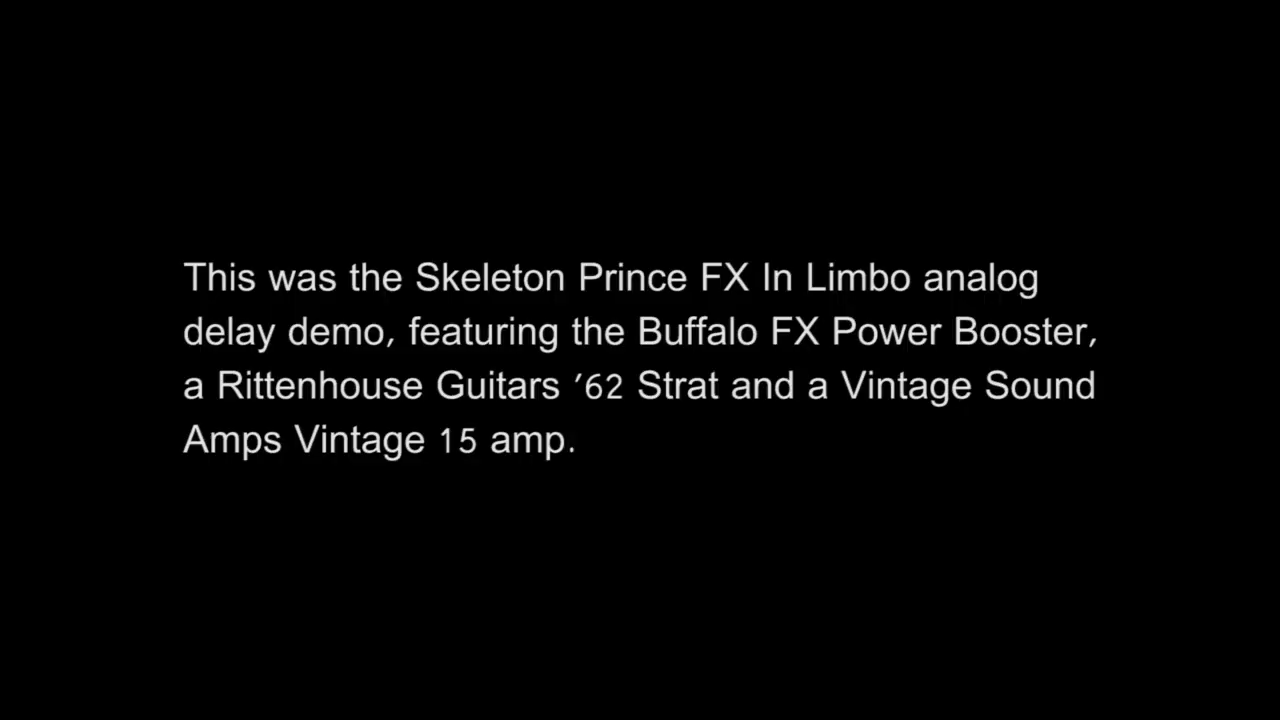 This was the Skeleton Prince FX In Limbo analog
delay demo, featuring the Buffalo FX Power Booster,
a Rittenhouse Guitars '62 Strat and a Vintage Sound
Amps Vintage 15 amp.